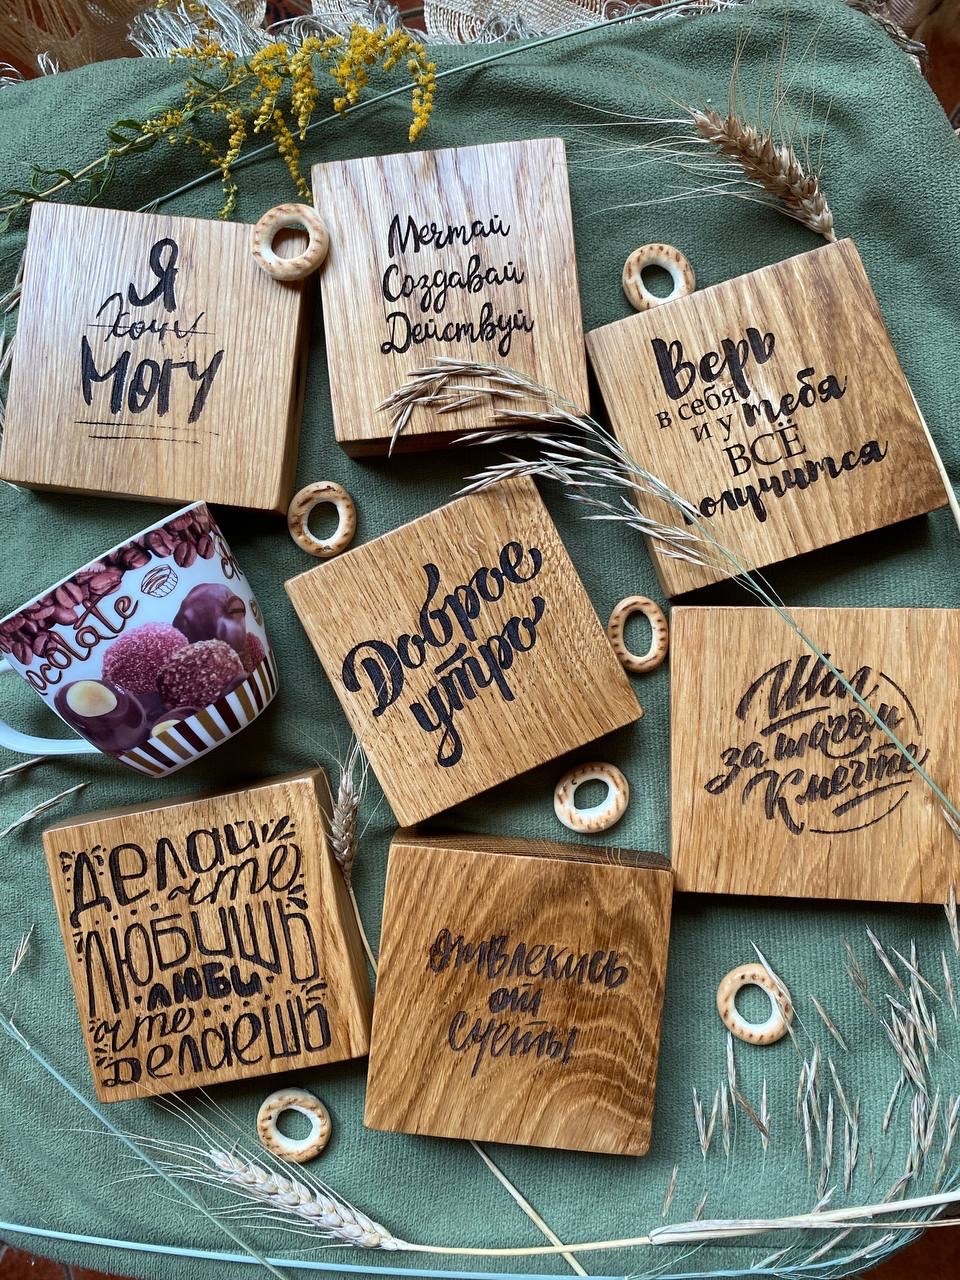 Я
хочу
могу
Мечтай
Создавай
Действуй
Верь
в себя
и у тебя
ВСЁ
получится
Доброе
утро
Шаг
за шагом
К мечте
chocolate
Делай
что
любишь
люби
что
делаешь
Отвлекись
от
суеты